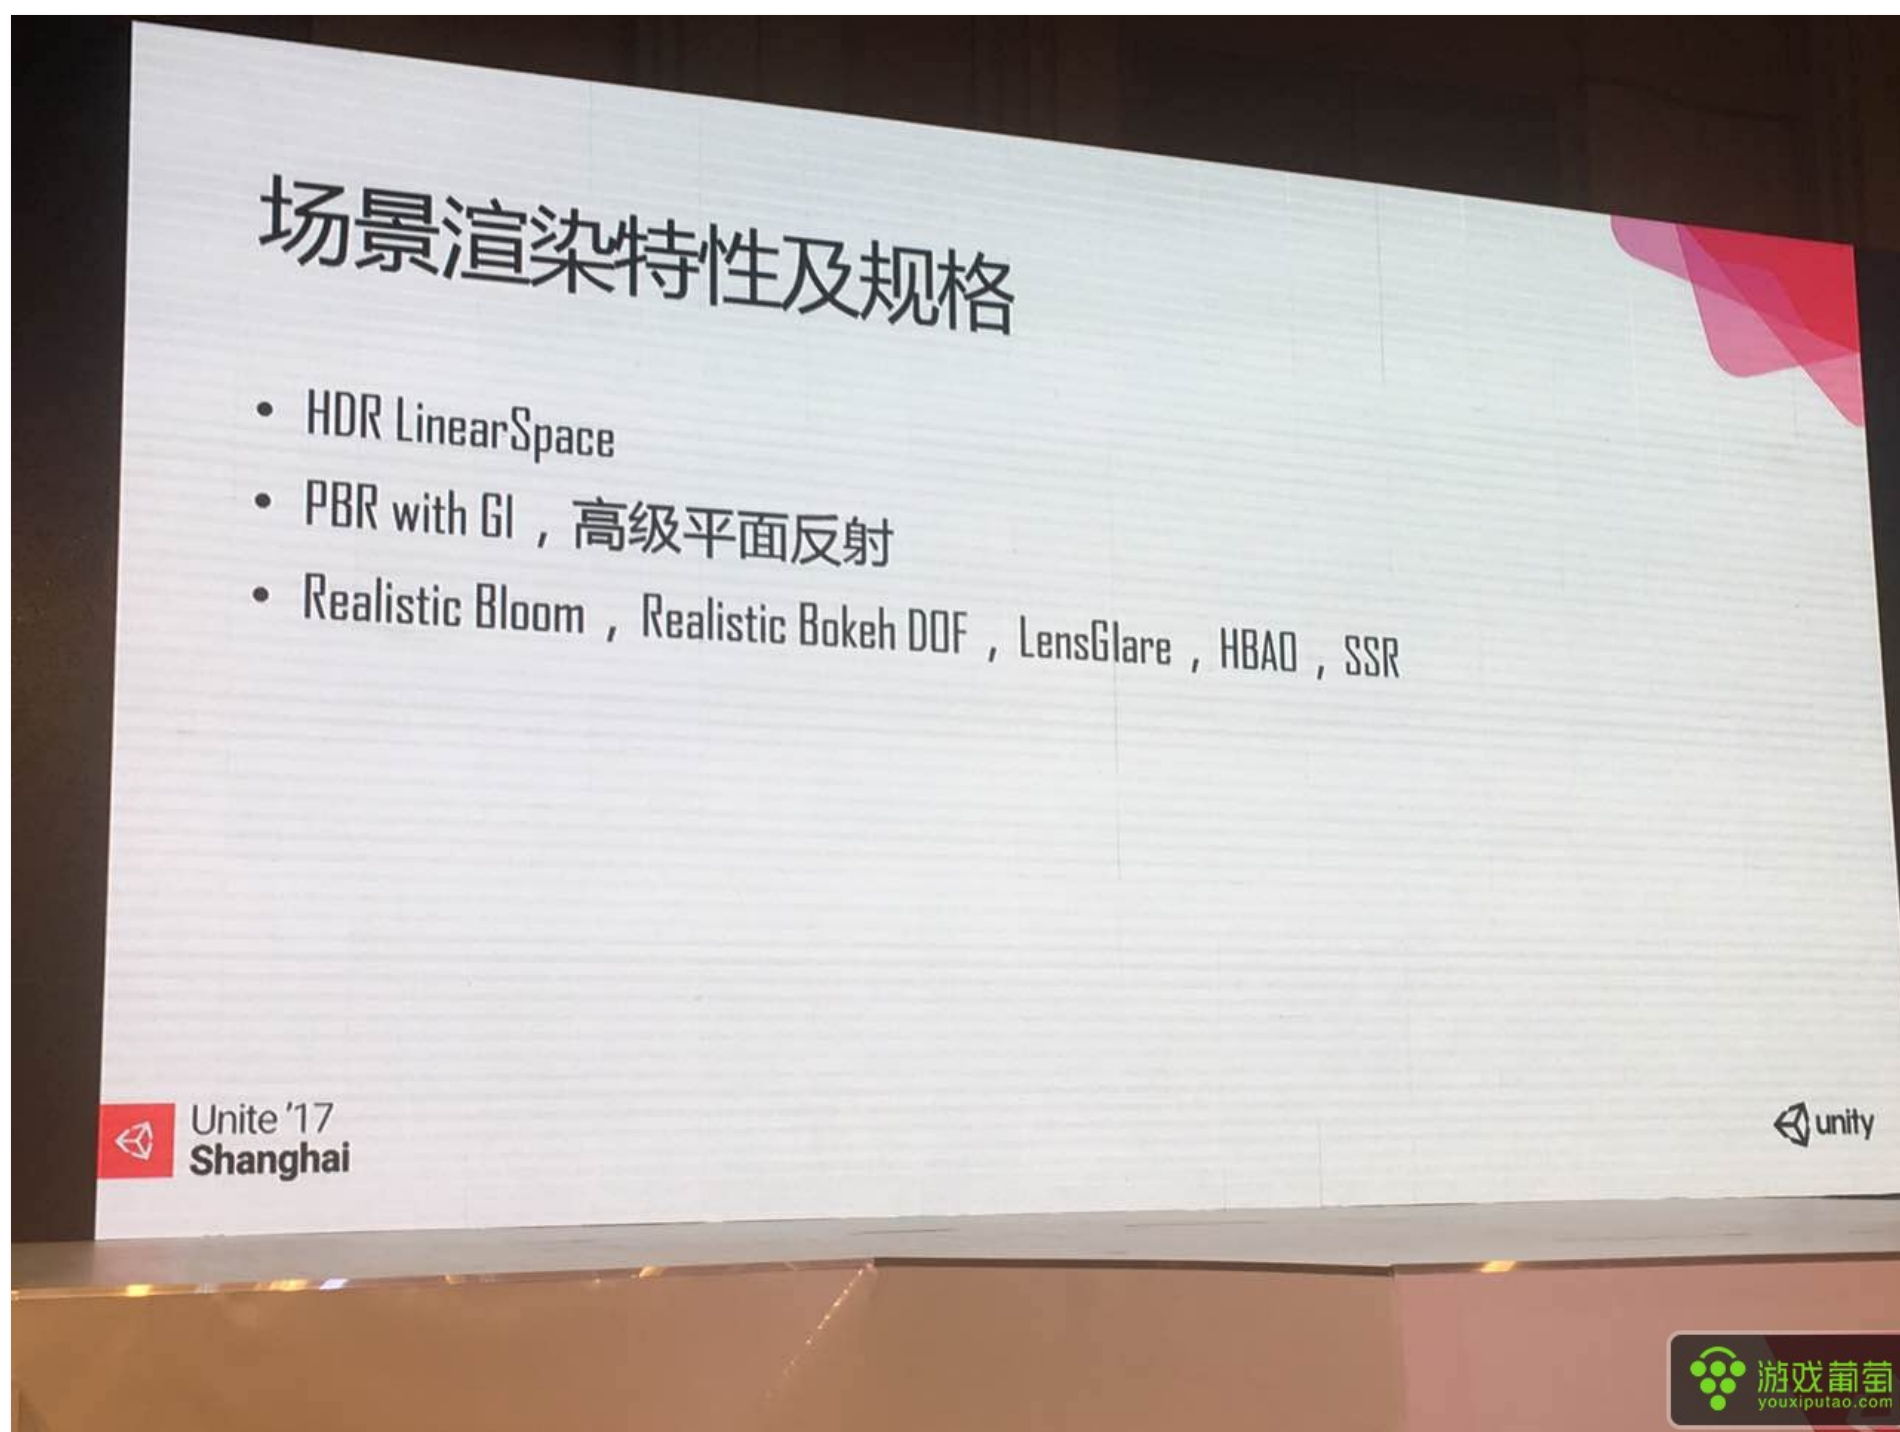 场景渲染特性及规格
• HDR LinearSpace
• PBR with GI，高级平面反射
• Realistic Bloom，Realistic Bokeh DOF，LensGlare，HBAO，SSR
Unite '17
Shanghai
unity
游戏葡萄
youxiputao.com